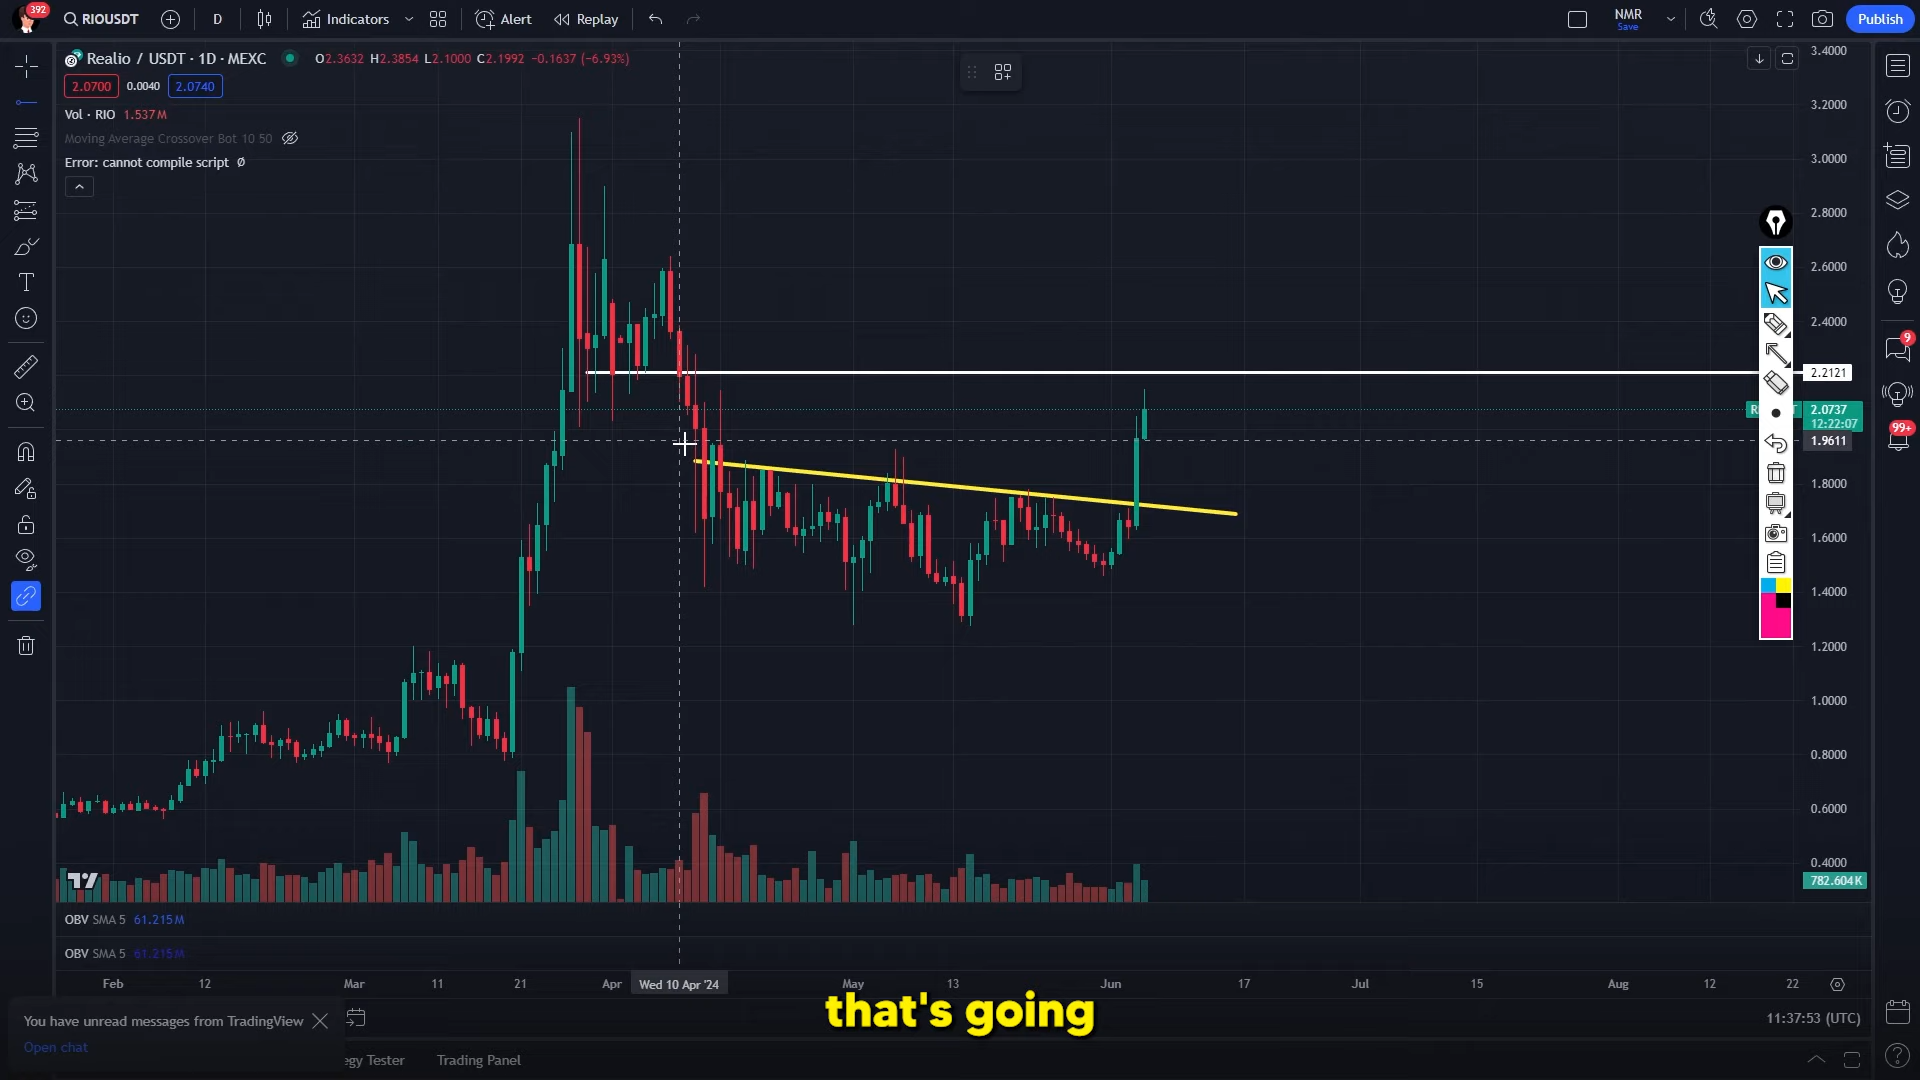 392
RIOUSDT
D
Indicators
Alert
Replay
NMR
Save
Publish
Realio / USDT · 1D · MEXC
O2.3632 H2.3854 L2.1000 C2.1992 -0.1637 (-6.93%)
2.0700
0.0040
2.0740
Vol · RIO 1.537M
Moving Average Crossover Bot 10 50
Error: cannot compile script
3.4000
3.2000
3.0000
2.8000
2.6000
2.4000
2.2121
2.0737
12:22:07
1.9611
1.8000
1.6000
1.4000
1.2000
1.0000
0.8000
0.6000
0.4000
782.604K
9
99+
OBV SMA 5 61.215M
OBV SMA 5 61.215M
Feb
12
Mar
11
21
Apr
Wed 10 Apr '24
May
13
Jun
17
Jul
15
Aug
12
22
that's going
You have unread messages from TradingView
Open chat
11:37:53 (UTC)
egy Tester
Trading Panel